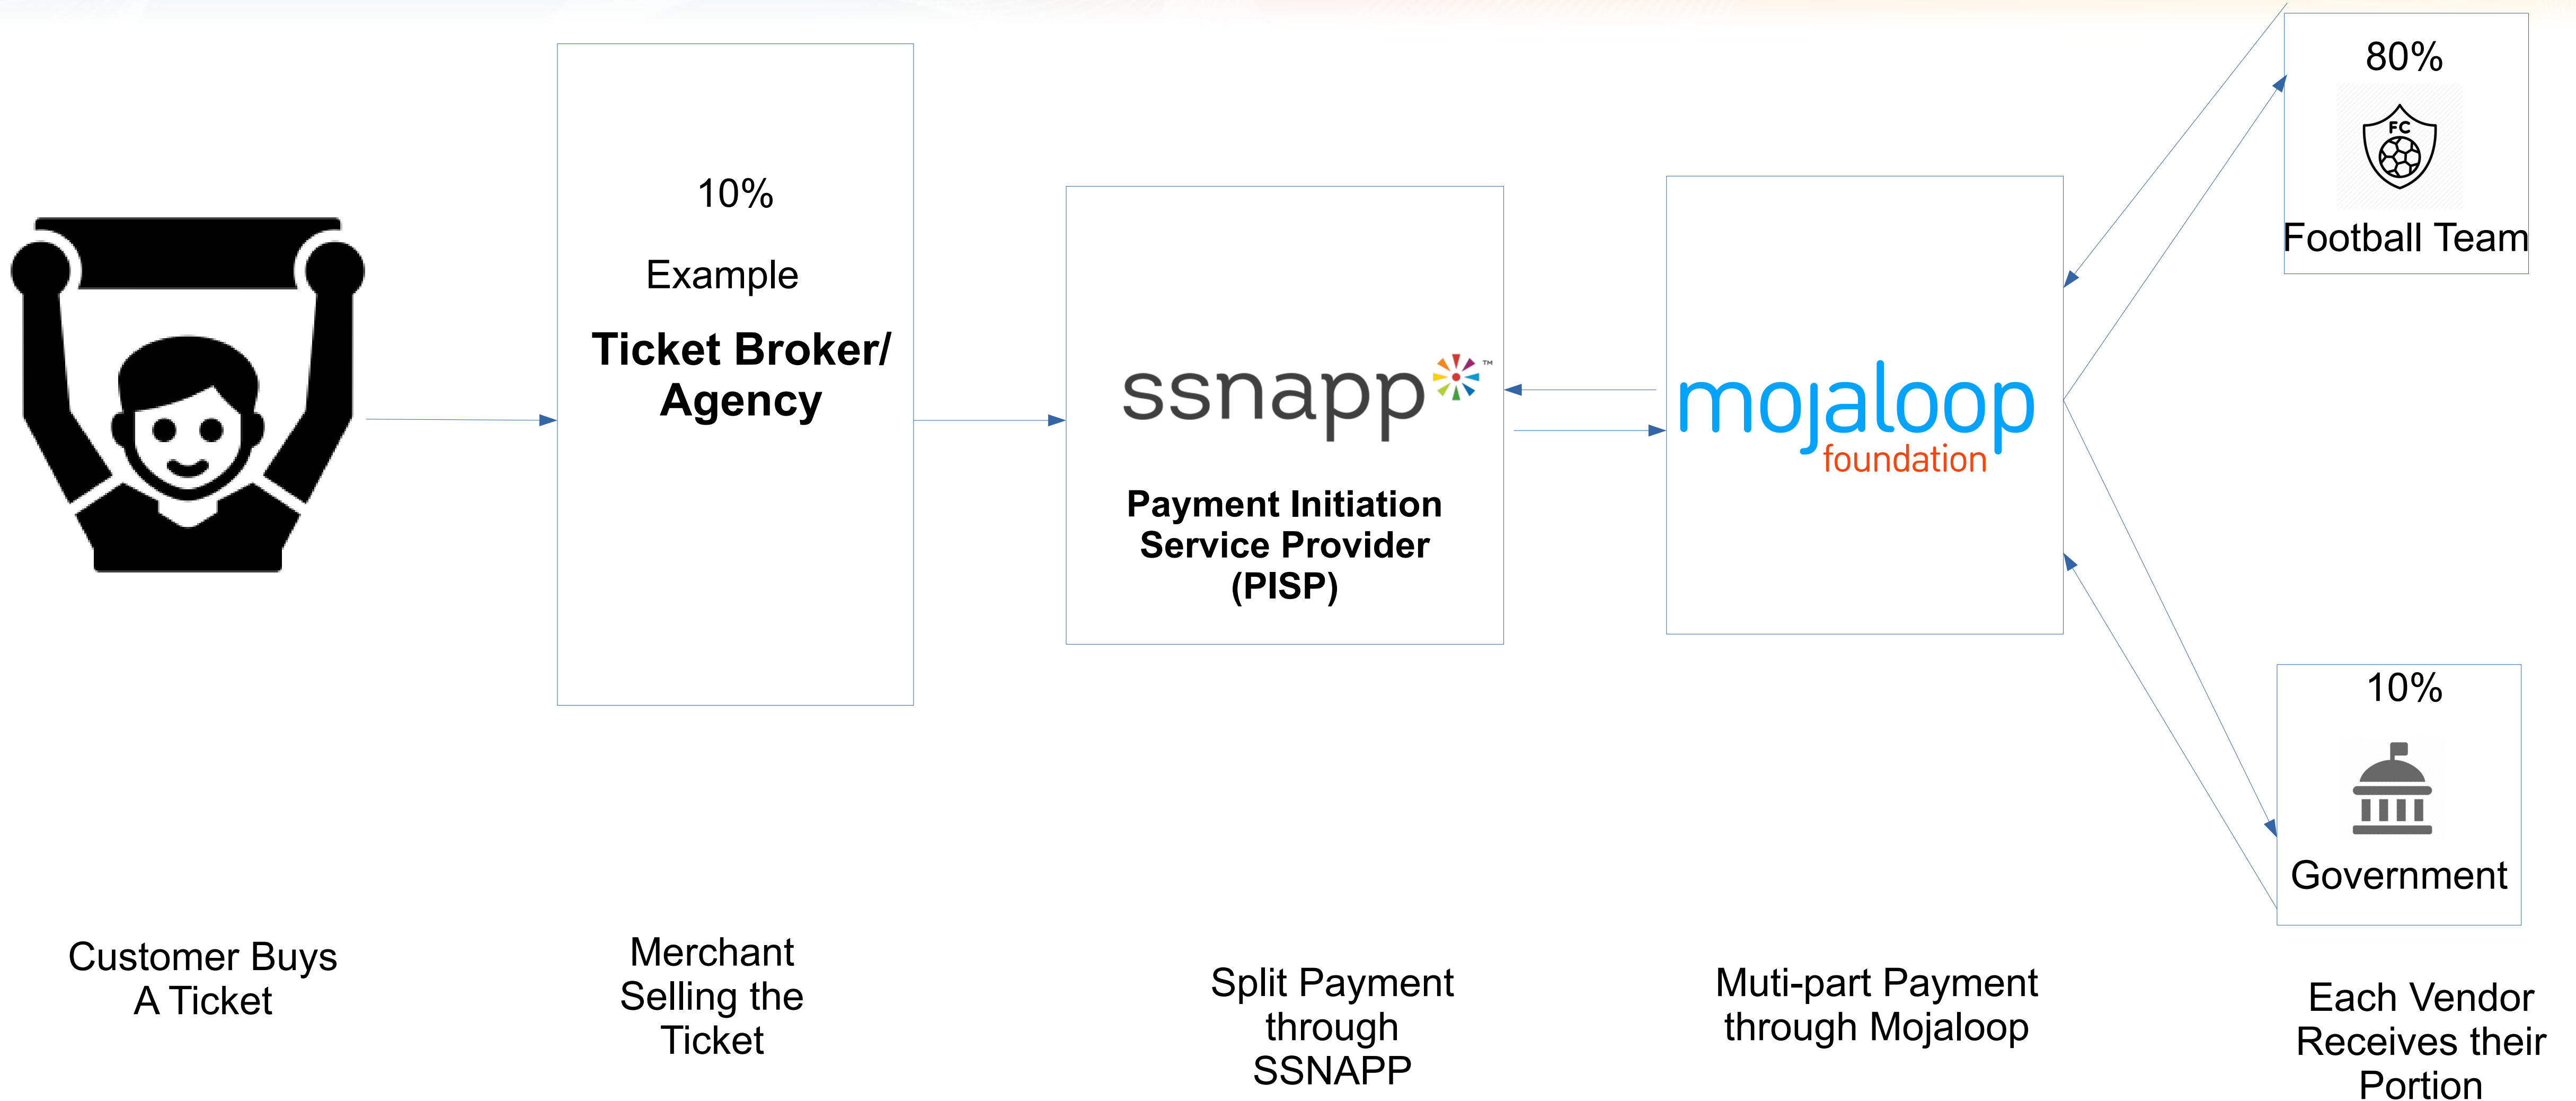 10%
Example
Ticket Broker/
Agency
ssnapp™
Payment Initiation
Service Provider
(PISP)
mojaloop
foundation
80%
FC
Football Team
10%
Government
Customer Buys
A Ticket
Merchant
Selling the
Ticket
Split Payment
through
SSNAPP
Muti-part Payment
through Mojaloop
Each Vendor
Receives their
Portion